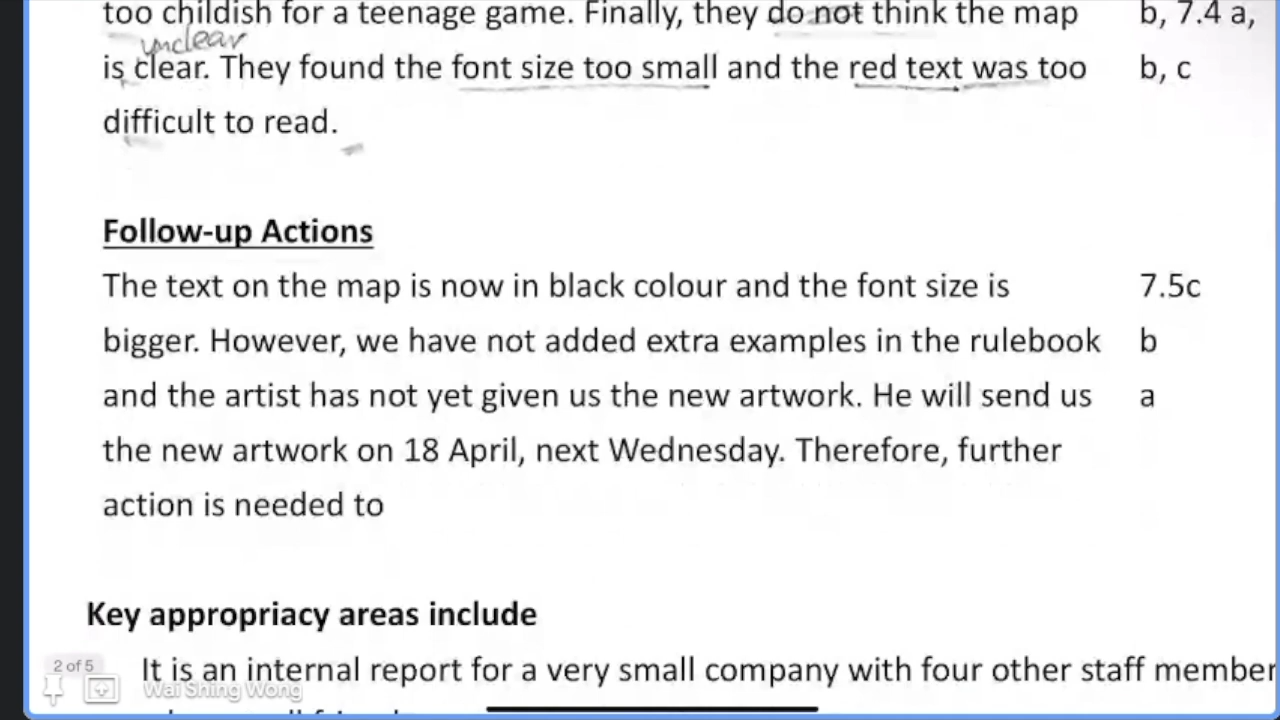 too childish for a teenage game. Finally, they do not think the map b, 7.4 a,
unclear
is clear. They found the font size too small and the red text was too b, c
difficult to read.
Follow-up Actions
The text on the map is now in black colour and the font size is 7.5c
bigger. However, we have not added extra examples in the rulebook b
and the artist has not yet given us the new artwork. He will send us a
the new artwork on 18 April, next Wednesday. Therefore, further
action is needed to
Key appropriacy areas include
It is an internal report for a very small company with four other staff member
2 of 5
Wai Shing Wong